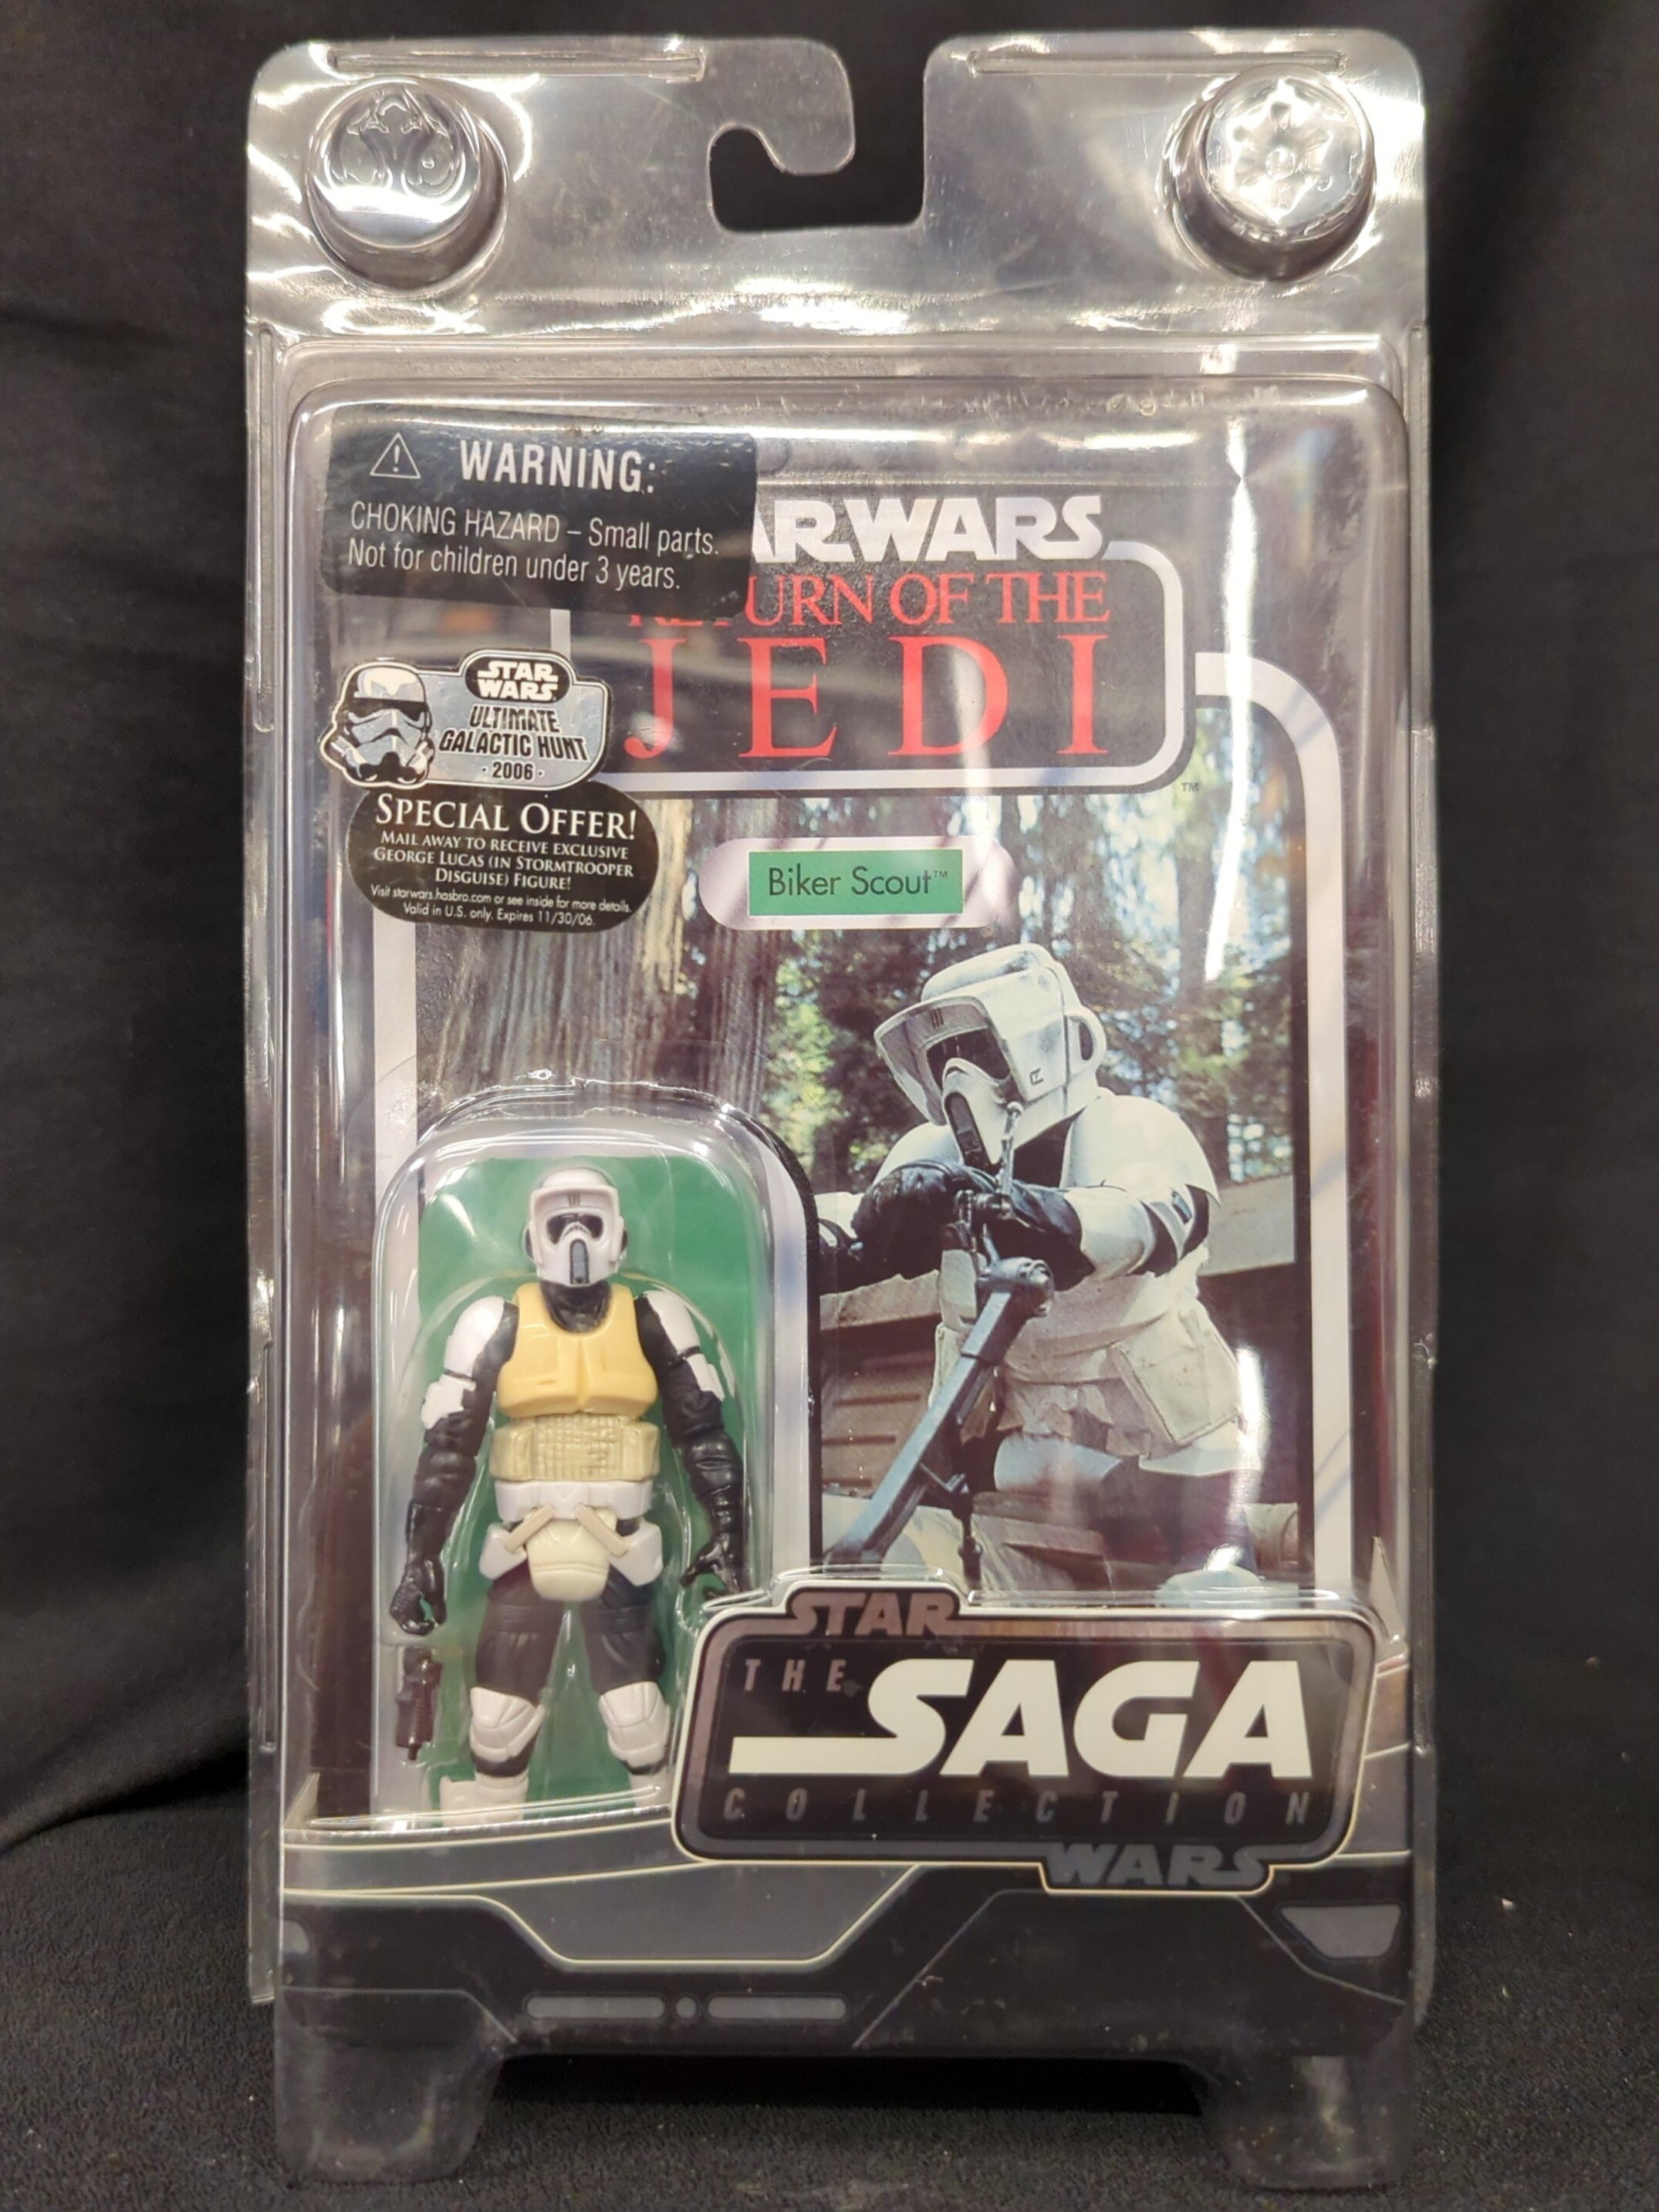 WARNING:
CHOKING HAZARD – Small parts.
Not for children under 3 years.
AR WARS
RETURN OF THE
JEDI
TM
STAR
WARS
ULTIMATE
GALACTIC HUNT
·2006·
SPECIAL OFFER!
MAIL AWAY TO RECEIVE EXCLUSIVE
GEORGE LUCAS (IN STORMTROOPER
DISGUISE) FIGURE!
Visit starwars.hasbro.com or see inside for more details.
Valid in U.S. only. Expires 11/30/06.
Biker Scout™
STAR
THE SAGA
COLLECTION
WARS